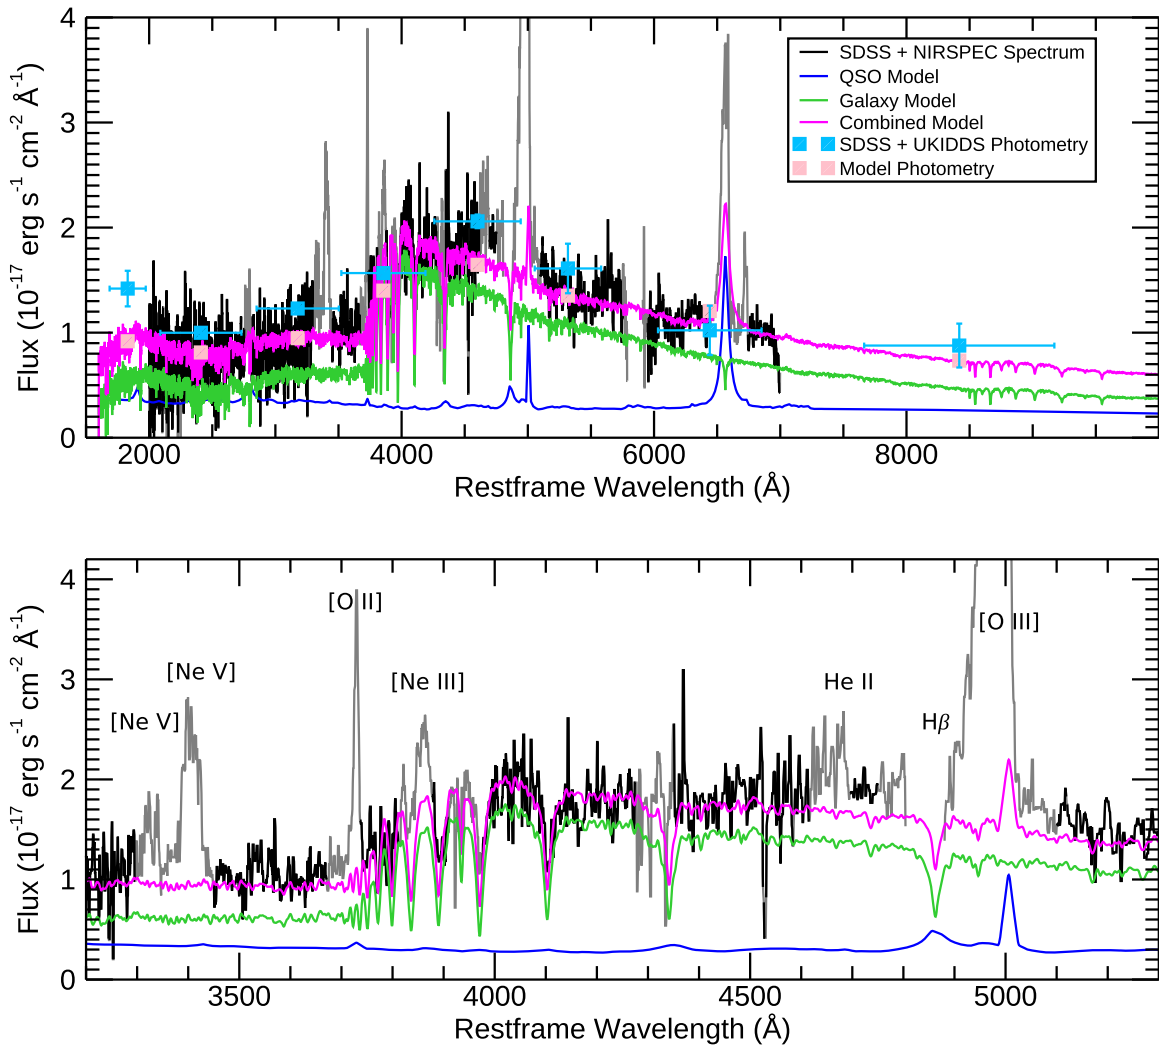 4
3
2
1
0
Flux (10⁻¹⁷ erg s⁻¹ cm⁻² Å⁻¹)
SDSS + NIRSPEC Spectrum
QSO Model
Galaxy Model
Combined Model
SDSS + UKIDDS Photometry
Model Photometry
2000 4000 6000 8000
Restframe Wavelength (Å)
4
3
2
1
0
Flux (10⁻¹⁷ erg s⁻¹ cm⁻² Å⁻¹)
[O II]
[O III]
[Ne V]
[Ne III]
He II
[Ne V]
Hβ
3500 4000 4500 5000
Restframe Wavelength (Å)